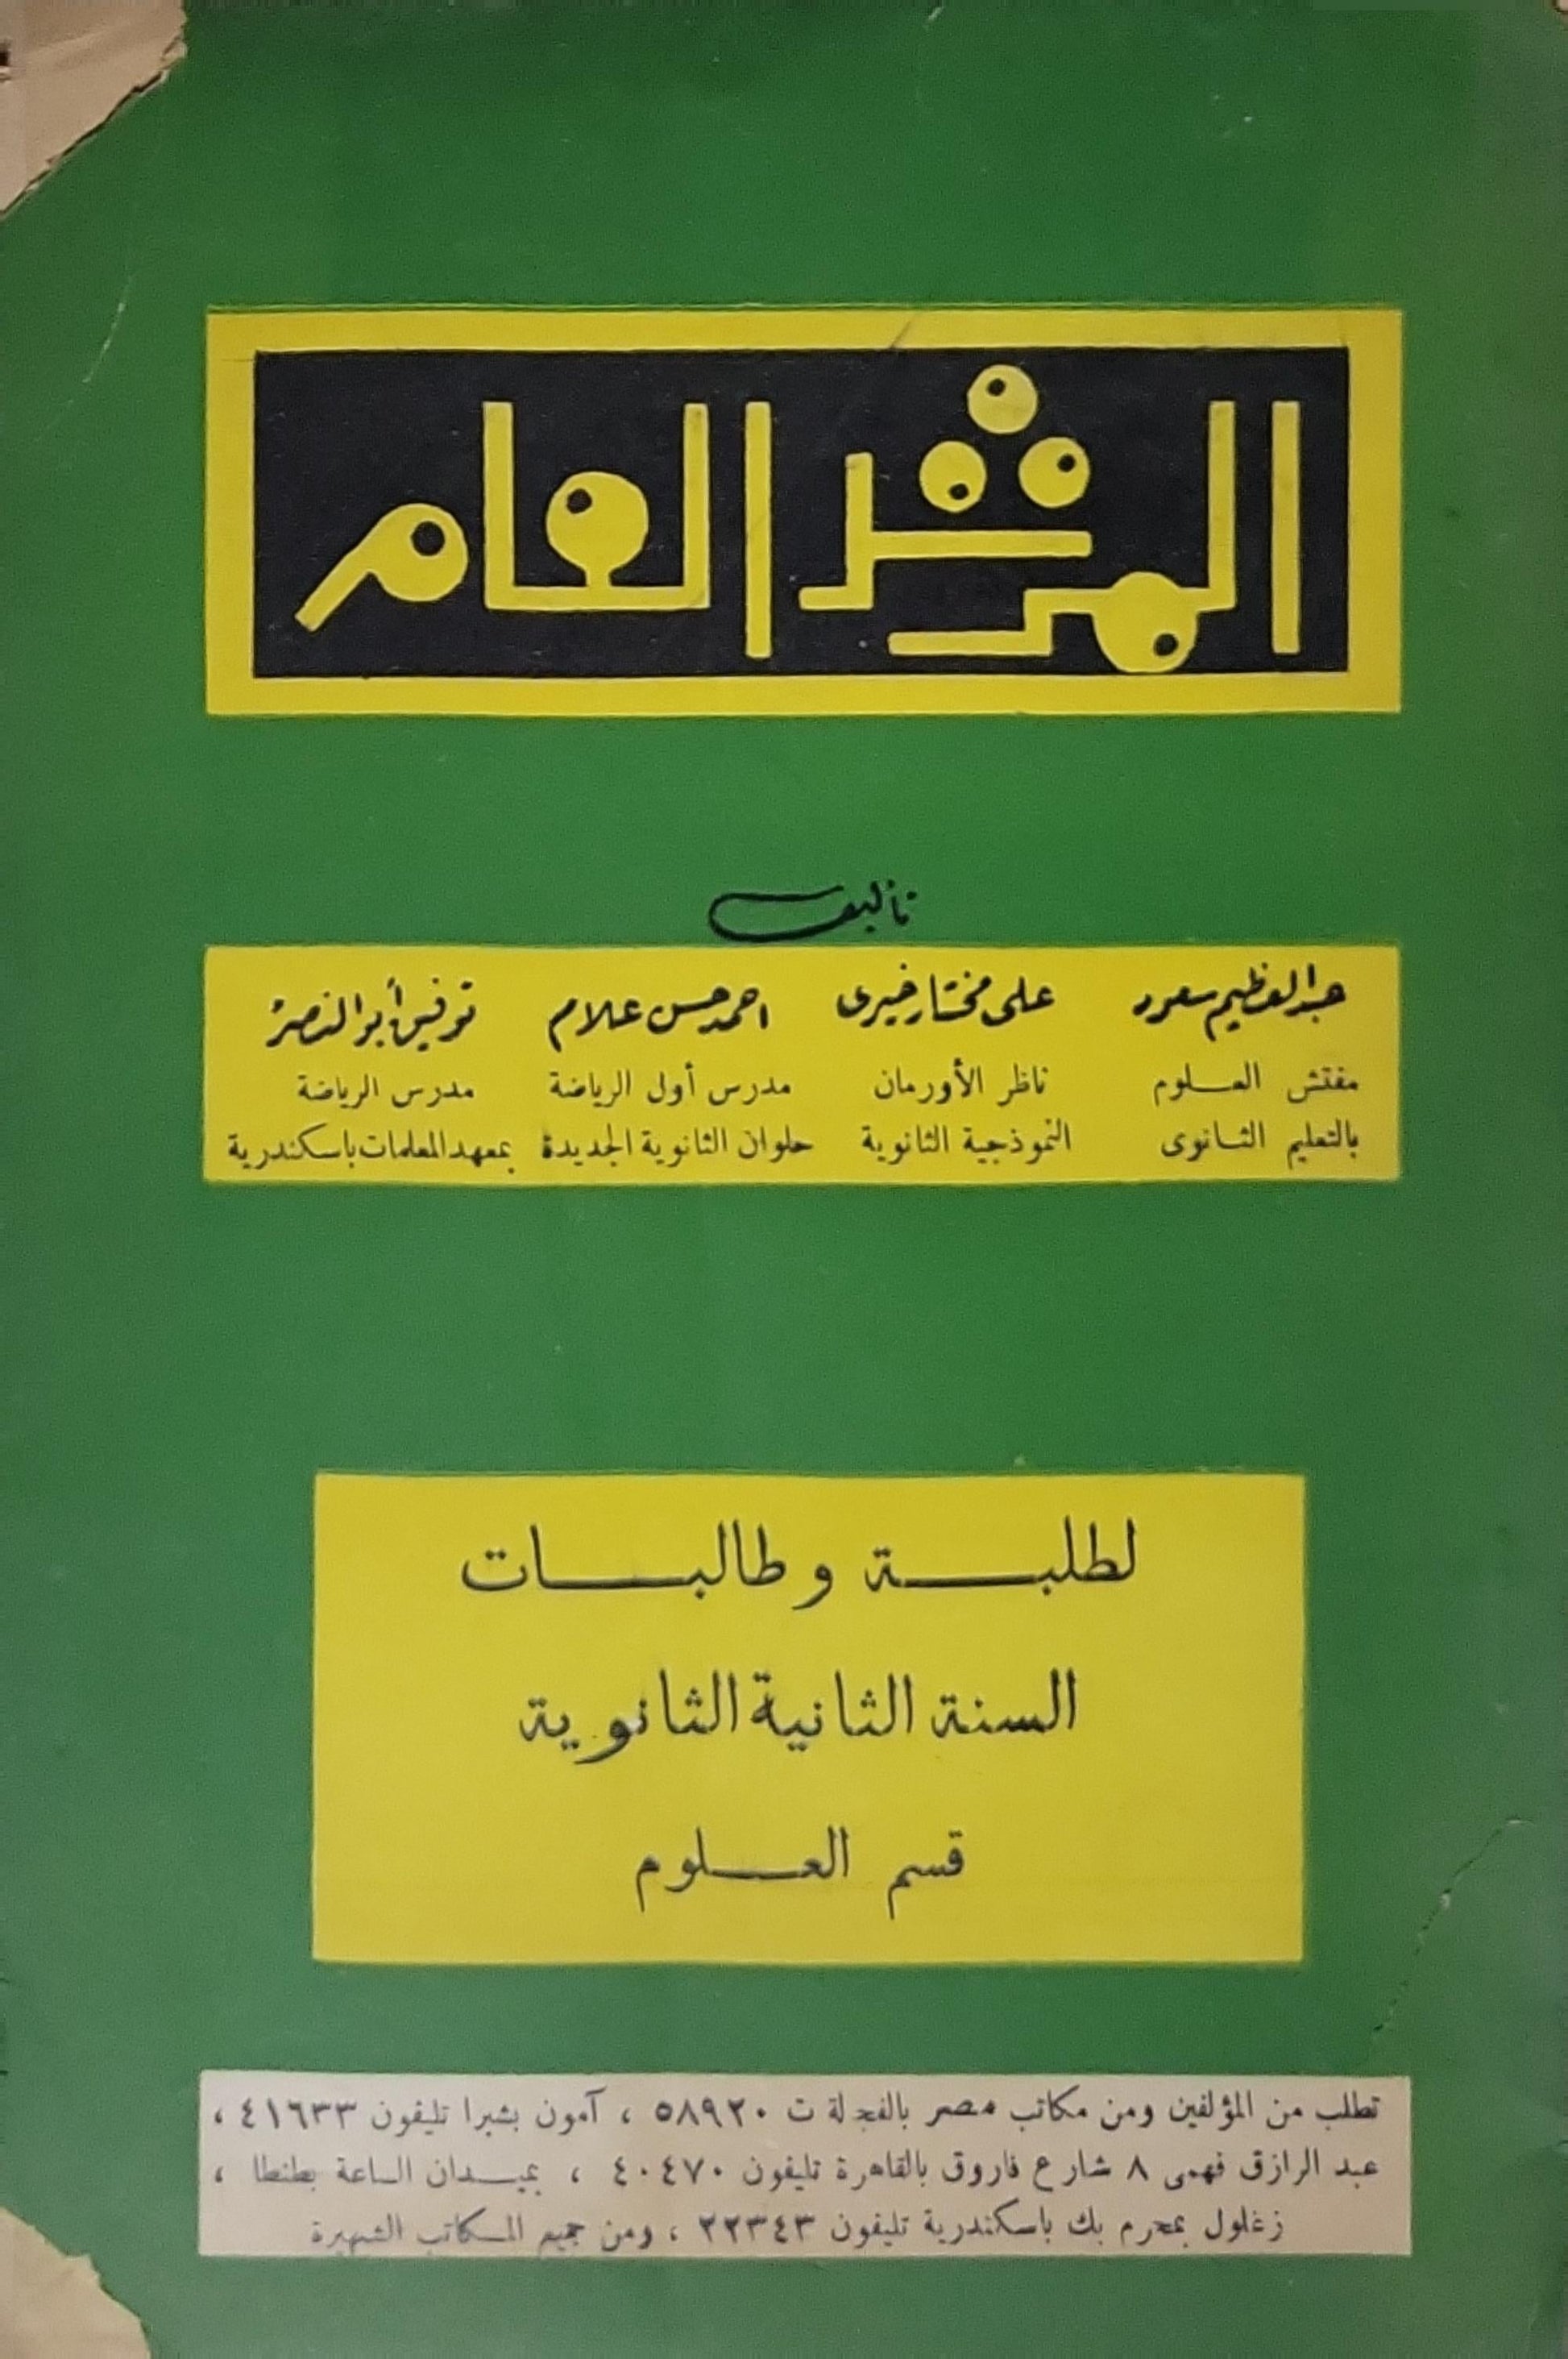 المرشد العام
تأليف
عبد العظيم سعود على مختار خيرى احمد حسن علام توفيق أبو النصر
مفتش العلوم ناظر الأورمان مدرس أول الرياضة مدرس الرياضة
بالتعليم الثانوى النموذجية الثانوية حلوان الثانوية الجديدة بمعهد المعلمات باسكندرية
لطلبة وطالبات
السنة الثانية الثانوية
قسم العلوم
تطلب من المؤلفين ومن مكاتب مصر بالفجالة ت ٥٨٩٢٠ ، آمون بشبرا تليفون ٤١٦٣٣ ،
عبد الرازق فهمى ٨ شارع فاروق بالقاهرة تليفون ٤٠٤٧٠ ، بميدان الساعة بطنطا ،
زغلول بمحرم بك باسكندرية تليفون ٢٢٣٤٣ ، ومن جميع المكاتب الشهيرة